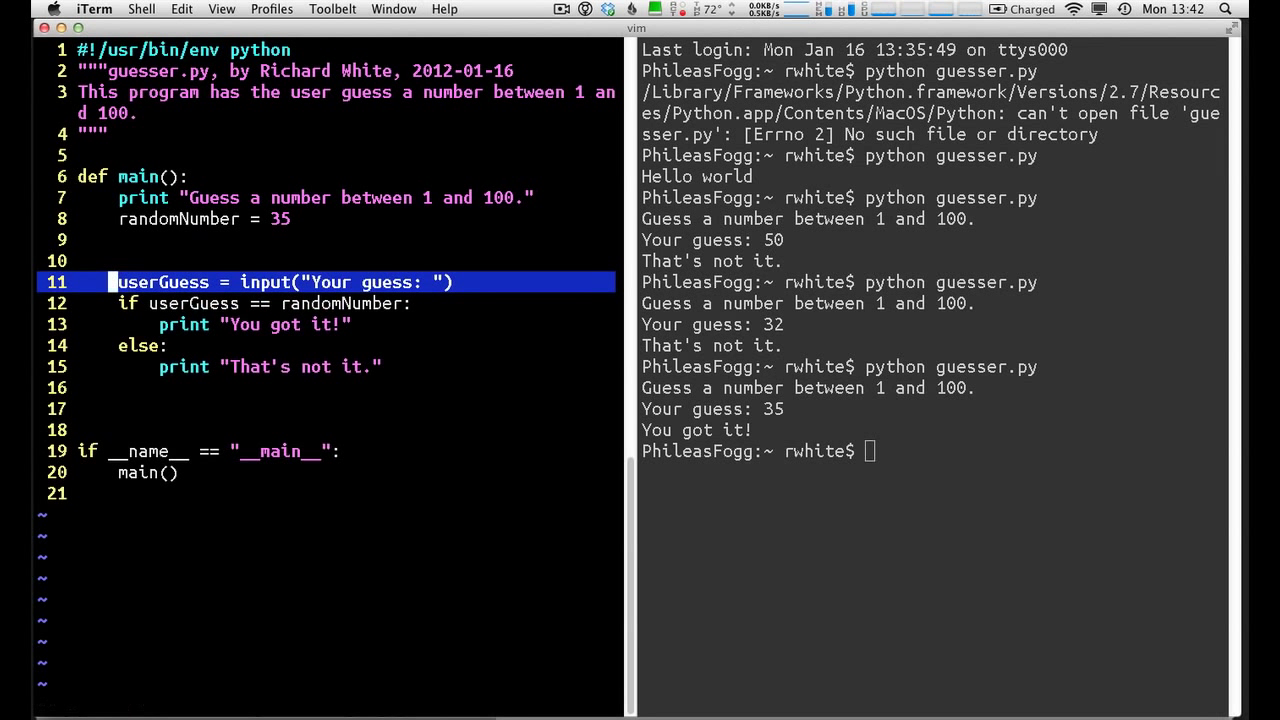 iTerm Shell Edit View Profiles Toolbelt Window Help 72° 0.0KB/s 0.5KB/s Charged Mon 13:42
vim
1 #!/usr/bin/env python
2 """guesser.py, by Richard White, 2012-01-16
3 This program has the user guess a number between 1 an
d 100.
4 """
5
6 def main():
7     print "Guess a number between 1 and 100."
8     randomNumber = 35
9
10
11     userGuess = input("Your guess: ")
12     if userGuess == randomNumber:
13         print "You got it!"
14     else:
15         print "That's not it."
16
17
18
19 if __name__ == "__main__":
20     main()
21
~
~
~
~
~
~
~
~
~
Last login: Mon Jan 16 13:35:49 on ttys000
PhileasFogg:~ rwhite$ python guesser.py
/Library/Frameworks/Python.framework/Versions/2.7/Resourc
es/Python.app/Contents/MacOS/Python: can't open file 'gue
sser.py': [Errno 2] No such file or directory
PhileasFogg:~ rwhite$ python guesser.py
Hello world
PhileasFogg:~ rwhite$ python guesser.py
Guess a number between 1 and 100.
Your guess: 50
That's not it.
PhileasFogg:~ rwhite$ python guesser.py
Guess a number between 1 and 100.
Your guess: 32
That's not it.
PhileasFogg:~ rwhite$ python guesser.py
Guess a number between 1 and 100.
Your guess: 35
You got it!
PhileasFogg:~ rwhite$